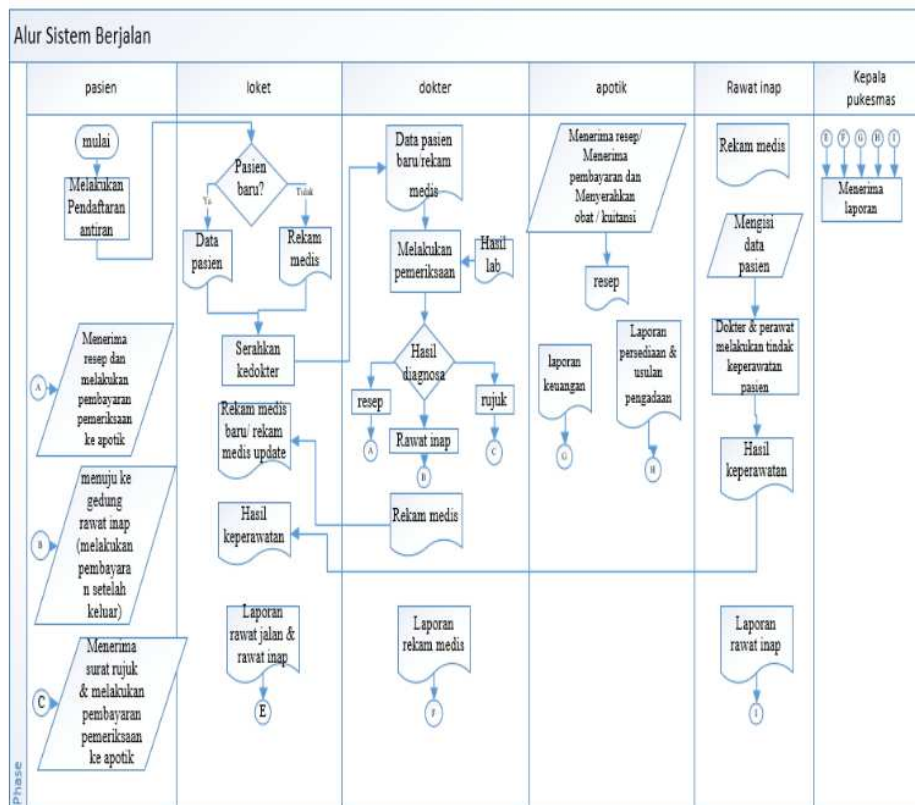 Alur Sistem Berjalan
pasien
loket
dokter
apotik
Rawat inap
Kepala
pukesmas
mulai
Melakukan
Pendaftaran
antiran
Menerima
resep dan
melakukan
pembayaran
pemeriksaan
ke apotik
A
menuju ke
gedung
rawat inap
(melakukan
pembayara
n setelah
keluar)
B
Menerima
surat rujuk
& melakukan
pembayaran
pemeriksaan
ke apotik
C
Pasien
baru?
Ya
Tidak
Data
pasien
Rekam
medis
Serahkan
kedokter
Rekam medis
baru/ rekam
medis update
Hasil
keperawatan
Laporan
rawat jalan &
rawat inap
E
Data pasien
baru/rekam
medis
Melakukan
pemeriksaan
Hasil
lab
Hasil
diagnosa
resep
rujuk
Rawat inap
A
B
C
Rekam medis
Laporan
rekam medis
F
Menerima resep/
Menerima
pembayaran dan
Menyerahkan
obat / kuitansi
resep
laporan
keuangan
G
Laporan
persediaan &
usulan
pengadaan
H
Rekam medis
Mengisi
data
pasien
Dokter & perawat
melakukan tindak
keperawatan
pasien
Hasil
keperawatan
Laporan
rawat inap
I
E F G H I
Menerima
laporan
Phase